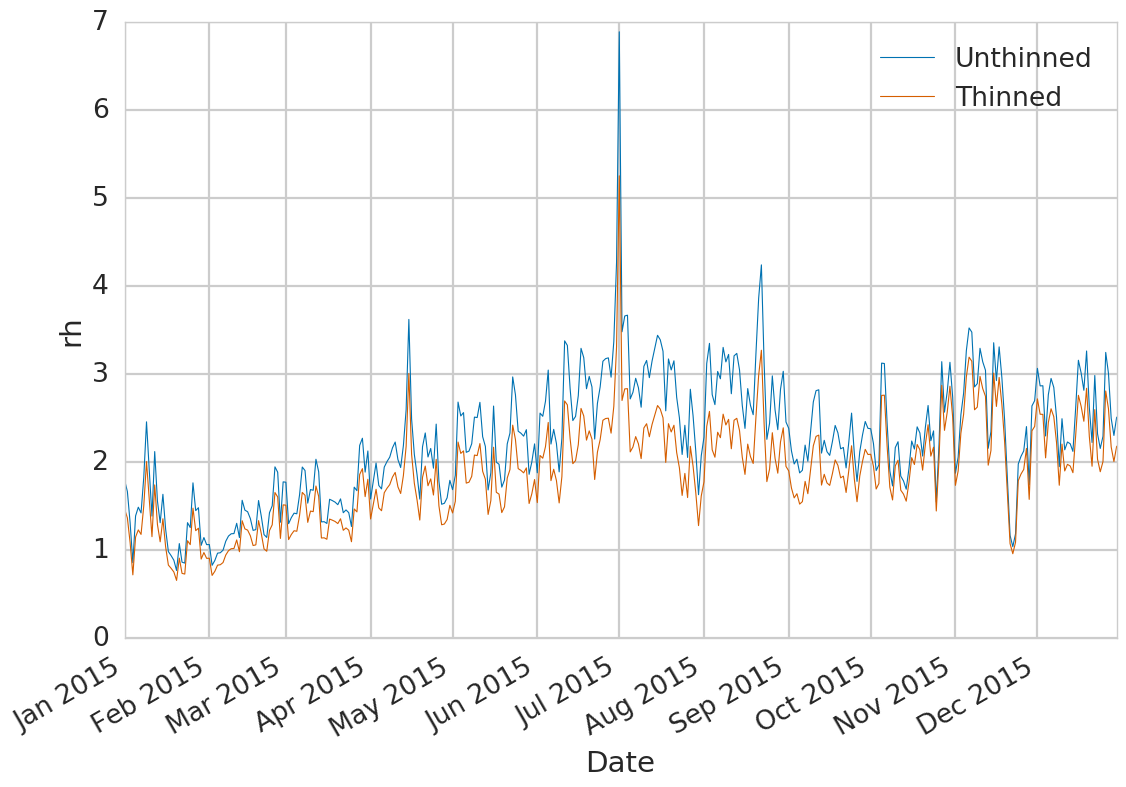 7
6
5
4
3
2
1
0
rh
Unthinned
Thinned
Jan 2015
Feb 2015
Mar 2015
Apr 2015
May 2015
Jun 2015
Jul 2015
Aug 2015
Sep 2015
Oct 2015
Nov 2015
Dec 2015
Date